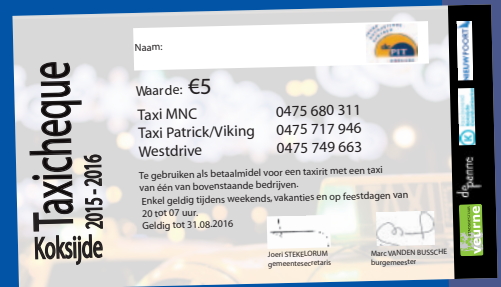 Taxicheque
Koksijde 2015 - 2016
Naam:
PIT
Waarde: €5
Taxi MNC 0475 680 311
Taxi Patrick/Viking 0475 717 946
Westdrive 0475 749 663
Te gebruiken als betaalmidel voor een taxirit met een taxi
van één van bovenstaande bedrijven.
Enkel geldig tijdens weekends, vakanties en op feestdagen van
20 tot 07 uur.
Geldig tot 31.08.2016
Joeri STEKELORUM
gemeentesecretaris
Marc VANDEN BUSSCHE
burgemeester
NIEUWPOORT
de panne
veurne